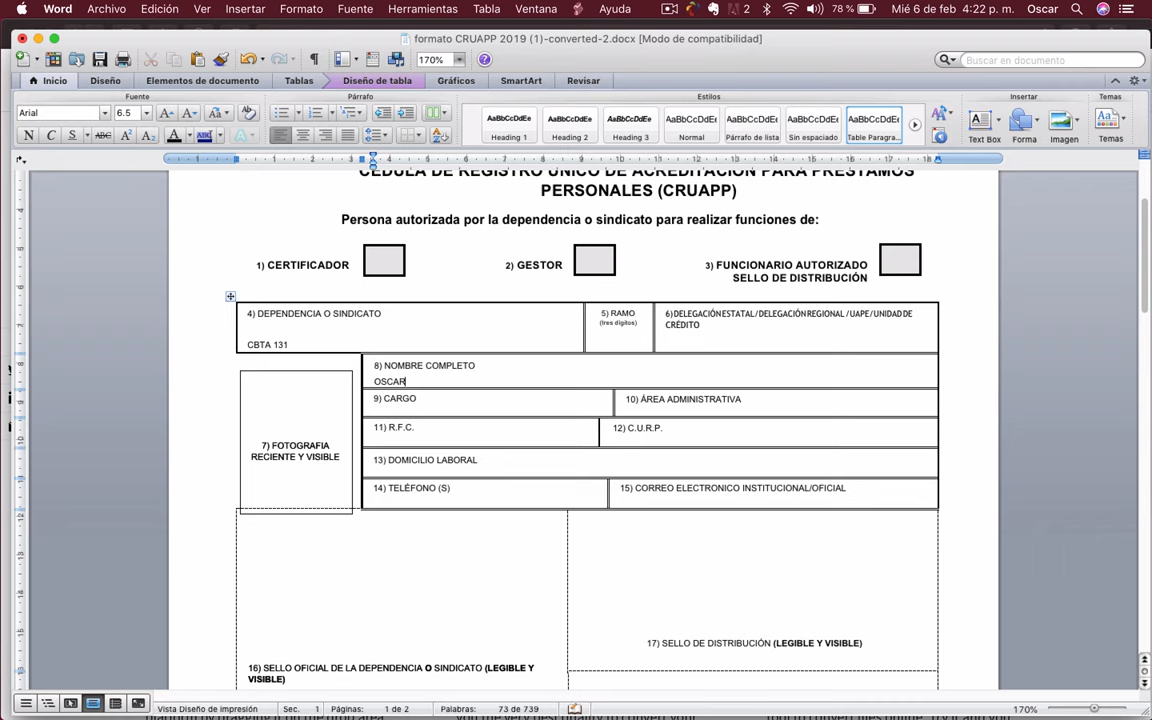 Word Archivo Edición Ver Insertar Formato Fuente Herramientas Tabla Ventana Ayuda 2 78 % Mié 6 de feb 4:22 p. m. Oscar
formato CRUAPP 2019 (1)-converted-2.docx [Modo de compatibilidad]
170% Buscar en documento
Inicio Diseño Elementos de documento Tablas Diseño de tabla Gráficos SmartArt Revisar
Fuente Párrafo Estilos Insertar Temas
Arial 6.5
AaBbCcDdEe AaBbCcDdEe AaBbCcDdEe AaBbCcDdEe AaBbCcDdEe AaBbCcDdEe AaBbCcDdEe
Heading 1 Heading 2 Heading 3 Normal Párrafo de lista Sin espaciado Table Paragra... Text Box Forma Imagen Temas
CÉDULA DE REGISTRO ÚNICO DE ACREDITACIÓN PARA PRÉSTAMOS
PERSONALES (CRUAPP)
Persona autorizada por la dependencia o sindicato para realizar funciones de:
1) CERTIFICADOR
2) GESTOR
3) FUNCIONARIO AUTORIZADO
SELLO DE DISTRIBUCIÓN
4) DEPENDENCIA O SINDICATO
CBTA 131
5) RAMO
(tres dígitos)
6) DELEGACIÓN ESTATAL / DELEGACIÓN REGIONAL / UAPE / UNIDAD DE
CRÉDITO
7) FOTOGRAFIA
RECIENTE Y VISIBLE
8) NOMBRE COMPLETO
OSCAR
9) CARGO
10) ÁREA ADMINISTRATIVA
11) R.F.C.
12) C.U.R.P.
13) DOMICILIO LABORAL
14) TELÉFONO (S)
15) CORREO ELECTRONICO INSTITUCIONAL/OFICIAL
16) SELLO OFICIAL DE LA DEPENDENCIA O SINDICATO (LEGIBLE Y
VISIBLE)
17) SELLO DE DISTRIBUCIÓN (LEGIBLE Y VISIBLE)
Vista Diseño de impresión Sec. 1 Páginas: 1 de 2 Palabras: 73 de 739 170%